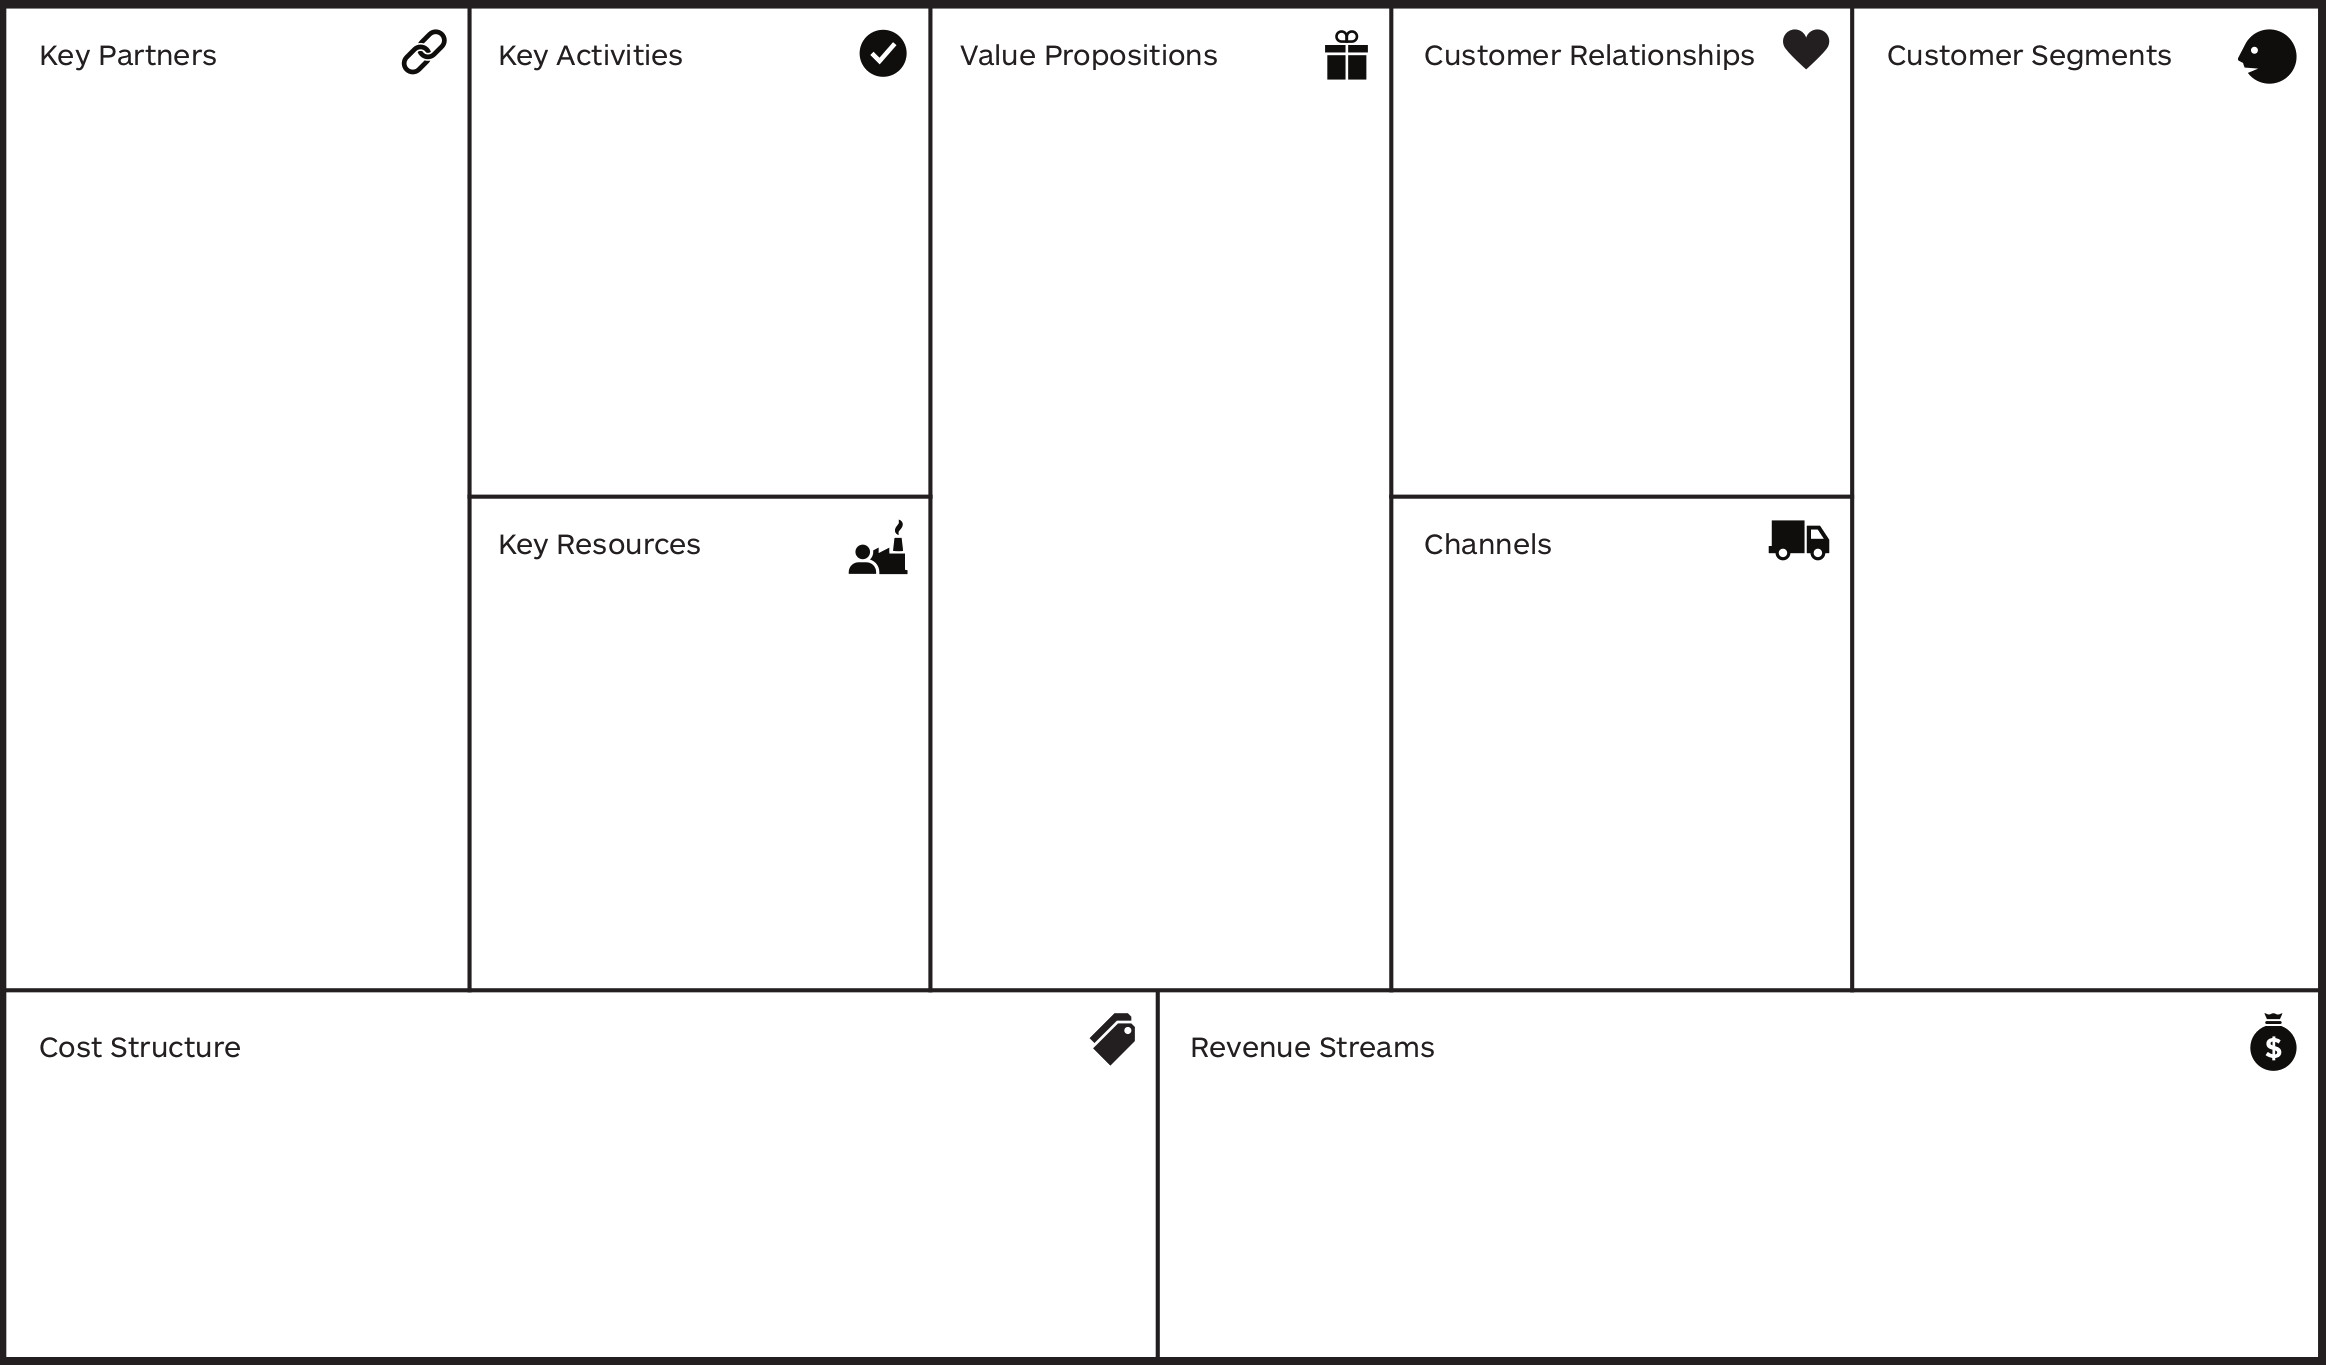 Key Partners
Key Activities
Value Propositions
Customer Relationships
Customer Segments
Key Resources
Channels
Cost Structure
Revenue Streams
$